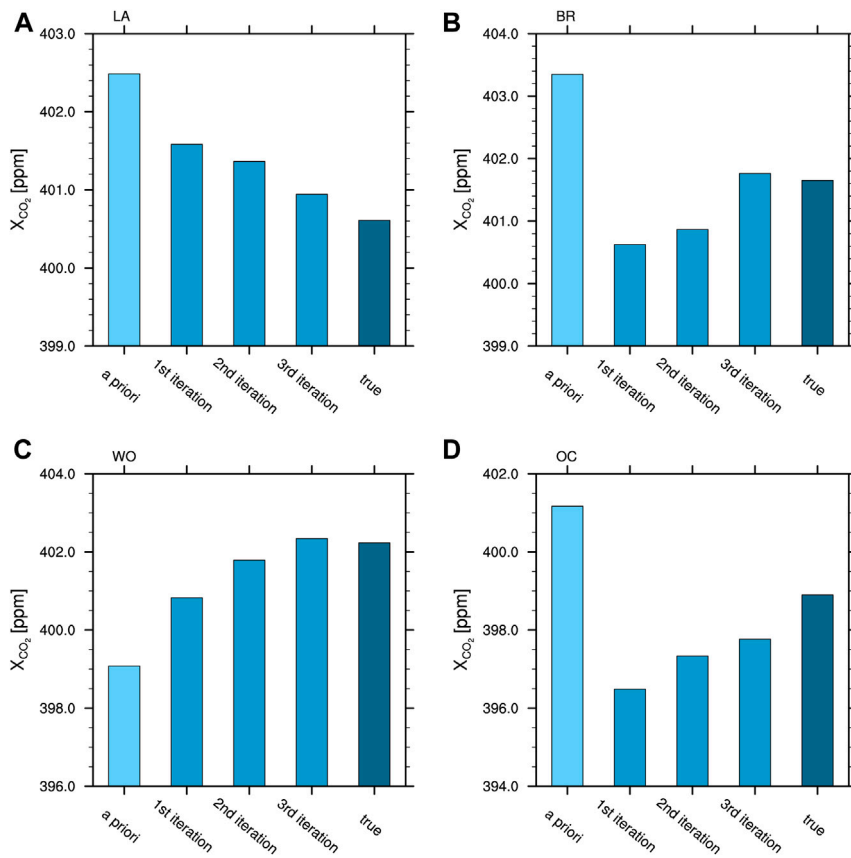 A
LA
403.0
402.0
401.0
400.0
399.0
X_CO₂ [ppm]
a priori
1st iteration
2nd iteration
3rd iteration
true
B
BR
404.0
403.0
402.0
401.0
400.0
399.0
X_CO₂ [ppm]
a priori
1st iteration
2nd iteration
3rd iteration
true
C
WO
404.0
402.0
400.0
398.0
396.0
X_CO₂ [ppm]
a priori
1st iteration
2nd iteration
3rd iteration
true
D
OC
402.0
400.0
398.0
396.0
394.0
X_CO₂ [ppm]
a priori
1st iteration
2nd iteration
3rd iteration
true